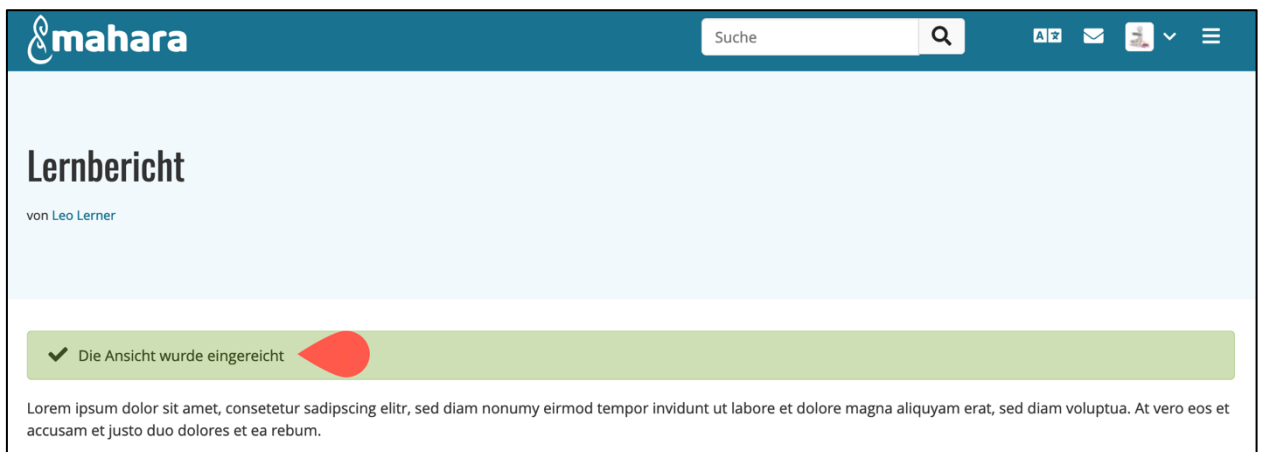 mahara
Suche
Lernbericht
von Leo Lerner
Die Ansicht wurde eingereicht
Lorem ipsum dolor sit amet, consetetur sadipscing elitr, sed diam nonumy eirmod tempor invidunt ut labore et dolore magna aliquyam erat, sed diam voluptua. At vero eos et
accusam et justo duo dolores et ea rebum.